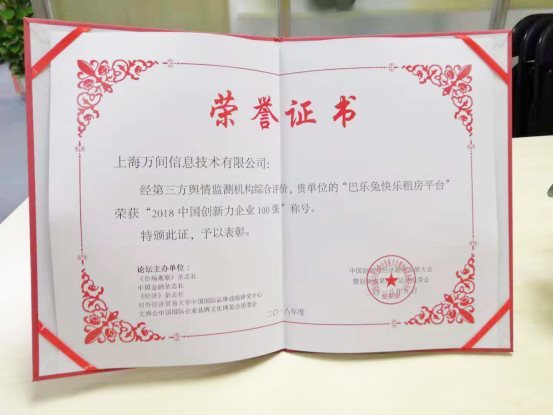 荣誉证书
上海万间信息技术有限公司:
经第三方舆情监测机构综合评价, 贵单位的“巴乐兔快乐租房平台”
荣获“2018中国创新力企业100强”称号。
特颁此证，予以表彰。
论坛主办单位：
《市场观察》杂志社
中国金融杂志社
《经济》杂志社
对外经济贸易大学中国国际品牌战略研究中心
文博会中国国际企业品牌文化博览会组委会
二〇一八年度